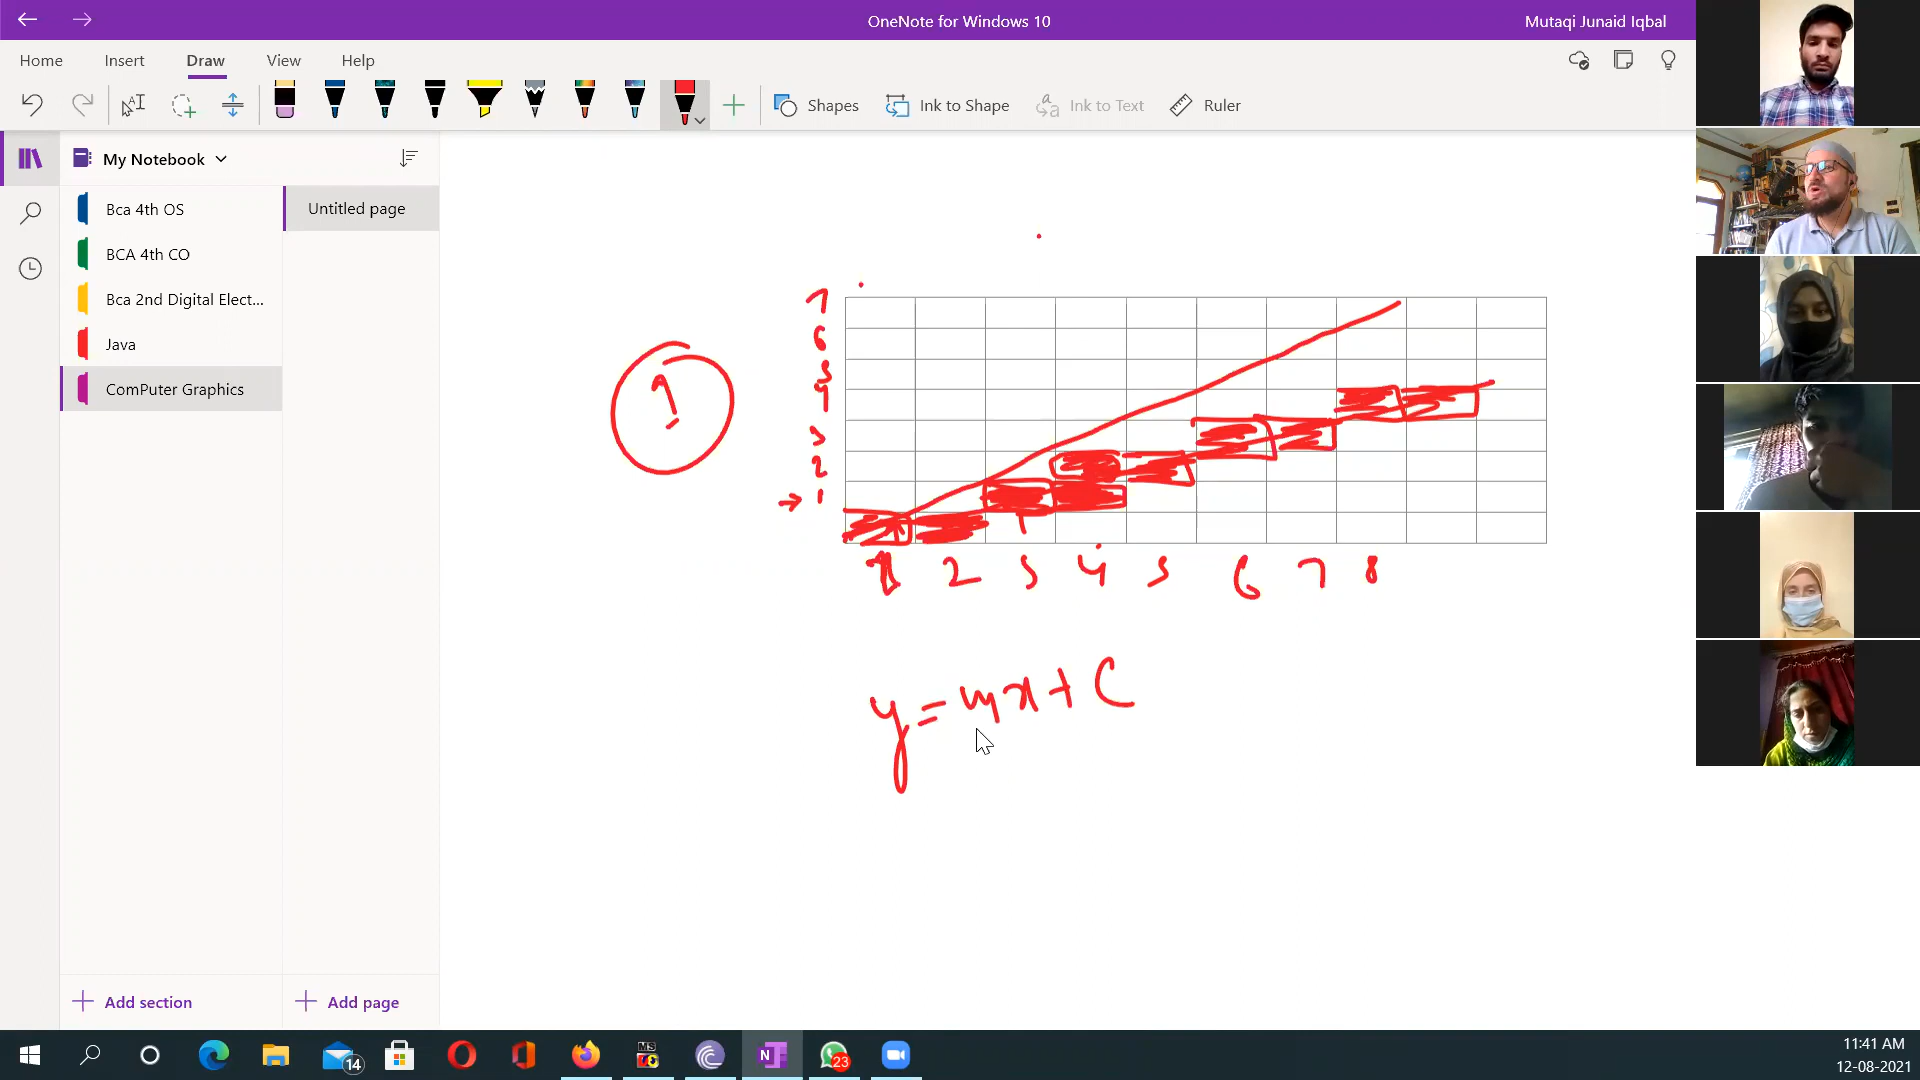 OneNote for Windows 10
Mutaqi Junaid Iqbal
Home Insert Draw View Help
Shapes Ink to Shape Ink to Text Ruler
My Notebook
Bca 4th OS
BCA 4th CO
Bca 2nd Digital Elect...
Java
ComPuter Graphics
Untitled page
7
6
5
4
3
2
1
1 2 3 4 5 6 7 8
y = mx + C
Add section
Add page
14
MS
23
11:41 AM
12-08-2021